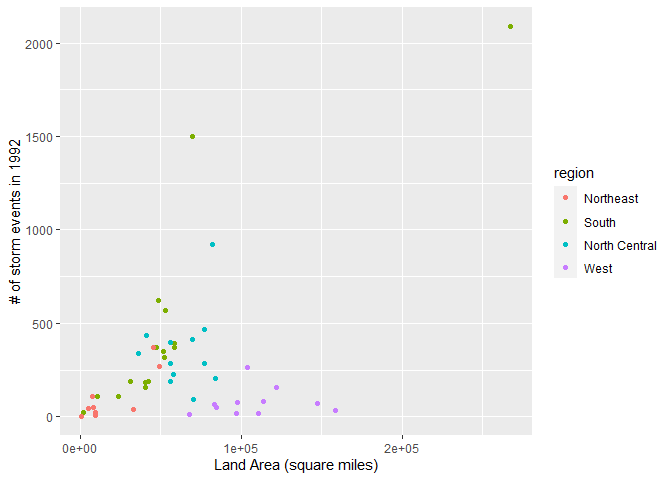 2000
1500
1000
500
0
0e+00
1e+05
2e+05
Land Area (square miles)
# of storm events in 1992
region
Northeast
South
North Central
West